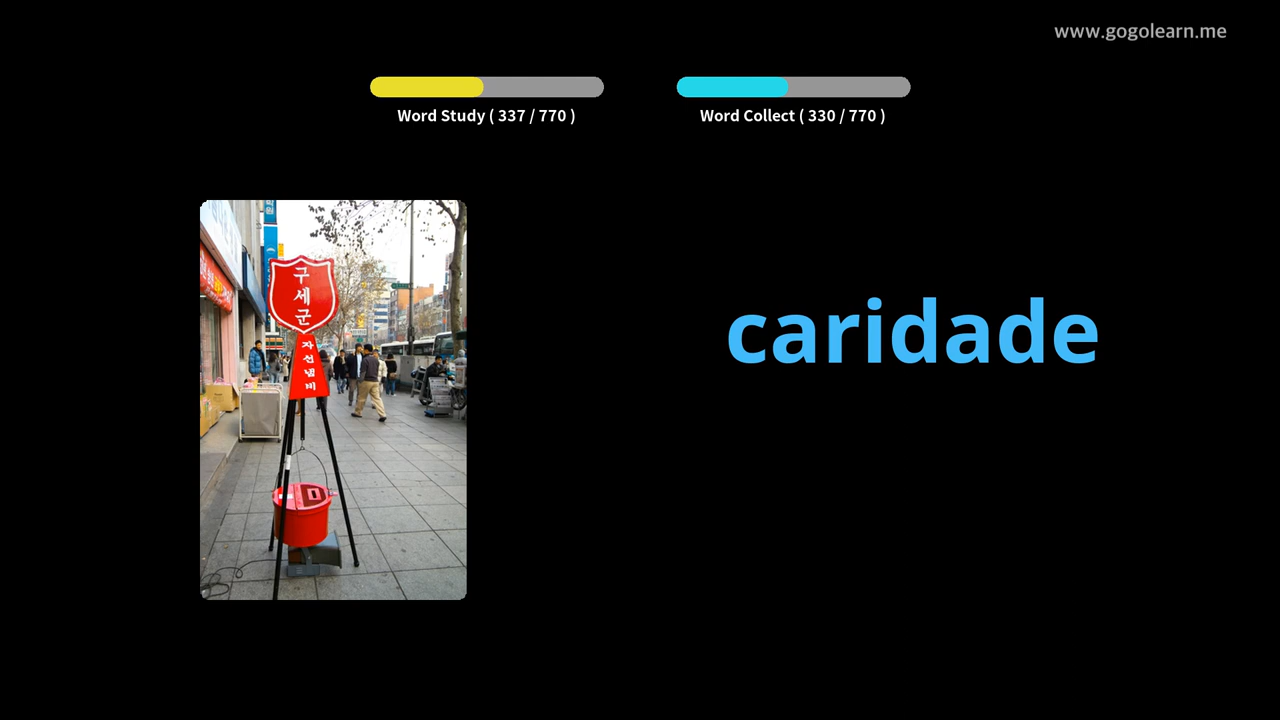 www.gogolearn.me
Word Study ( 337 / 770 )
Word Collect ( 330 / 770 )
구
세
군
자
선
냄
비
caridade